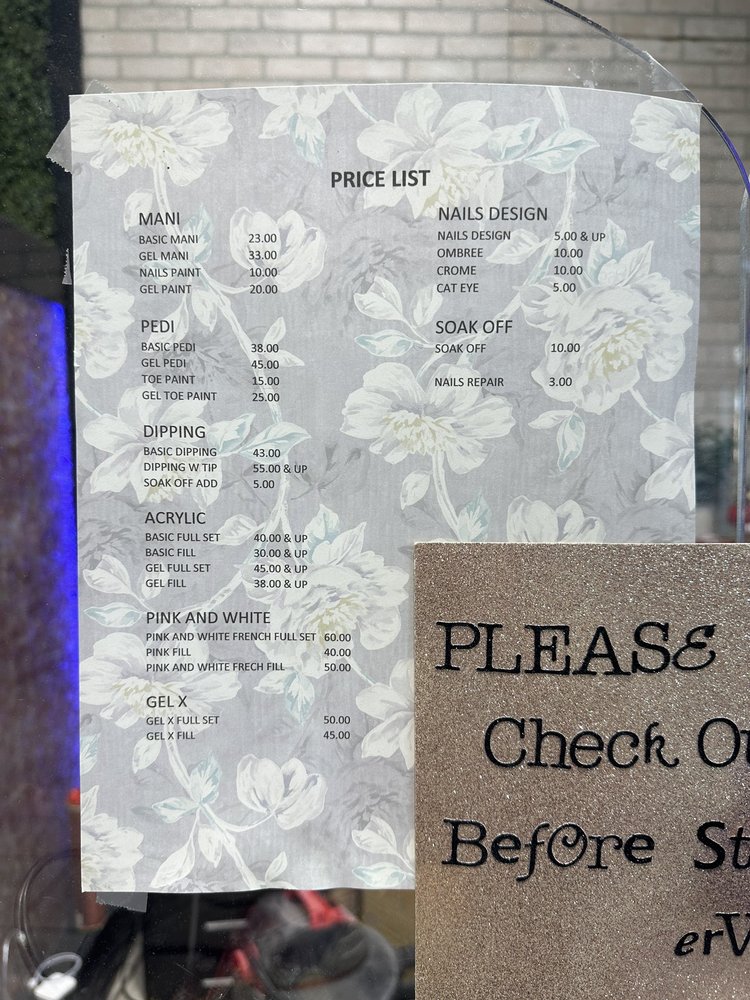 PRICE LIST
MANI
BASIC MANI 23.00
GEL MANI 33.00
NAILS PAINT 10.00
GEL PAINT 20.00
PEDI
BASIC PEDI 38.00
GEL PEDI 45.00
TOE PAINT 15.00
GEL TOE PAINT 25.00
DIPPING
BASIC DIPPING 43.00
DIPPING W TIP 55.00 & UP
SOAK OFF ADD 5.00
ACRYLIC
BASIC FULL SET 40.00 & UP
BASIC FILL 30.00 & UP
GEL FULL SET 45.00 & UP
GEL FILL 38.00 & UP
PINK AND WHITE
PINK AND WHITE FRENCH FULL SET 60.00
PINK FILL 40.00
PINK AND WHITE FRECH FILL 50.00
GEL X
GEL X FULL SET 50.00
GEL X FILL 45.00
NAILS DESIGN
NAILS DESIGN 5.00 & UP
OMBREE 10.00
CROME 10.00
CAT EYE 5.00
SOAK OFF
SOAK OFF 10.00
NAILS REPAIR 3.00
PLEASE
Check
Before